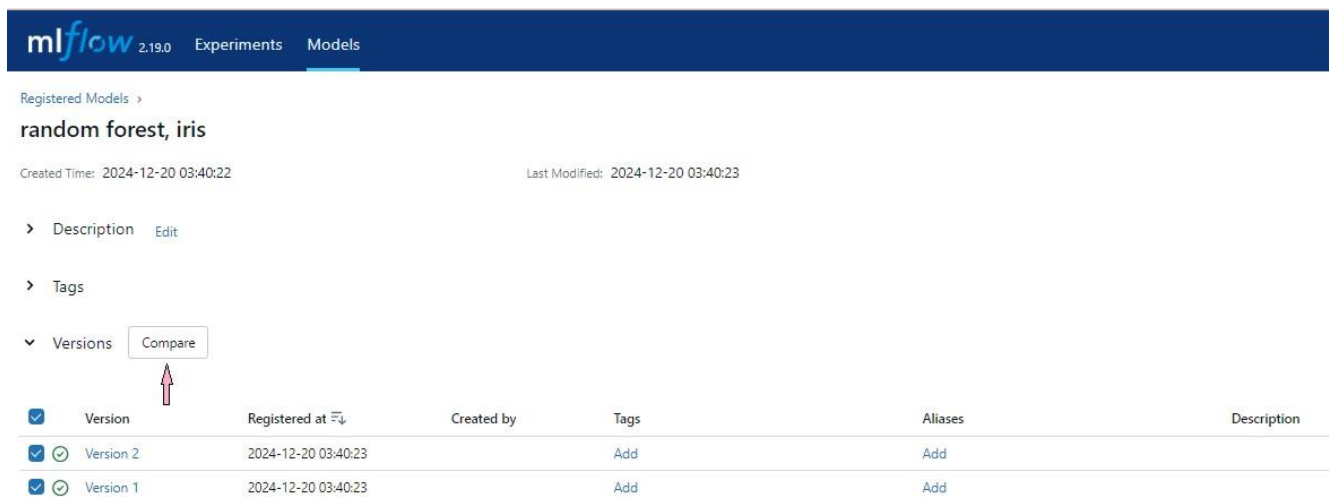 mlflow 2.19.0 Experiments Models
Registered Models ›
random forest, iris
Created Time: 2024-12-20 03:40:22 Last Modified: 2024-12-20 03:40:23
Description Edit
Tags
Versions Compare
Version Registered at Created by Tags Aliases Description
Version 2 2024-12-20 03:40:23 Add Add
Version 1 2024-12-20 03:40:23 Add Add